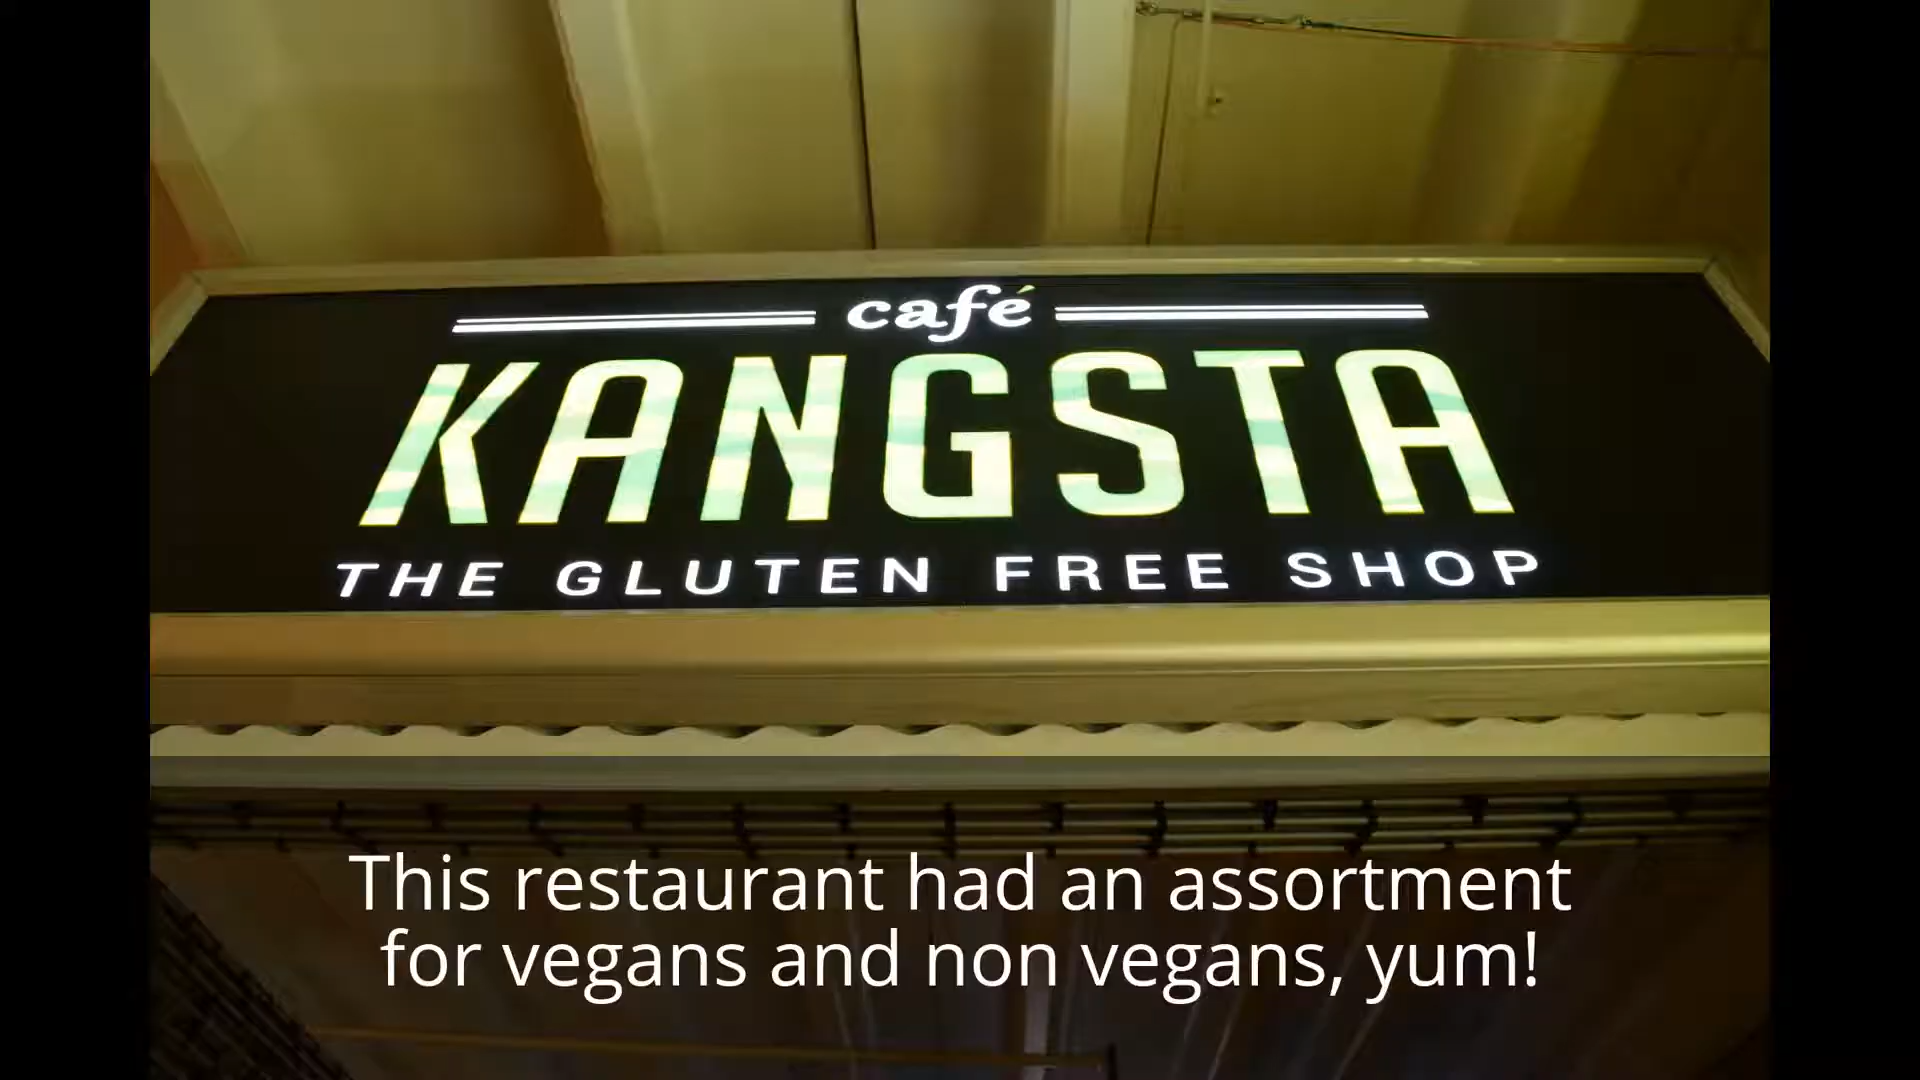 café
KANGSTA
THE GLUTEN FREE SHOP
This restaurant had an assortment
for vegans and non vegans, yum!